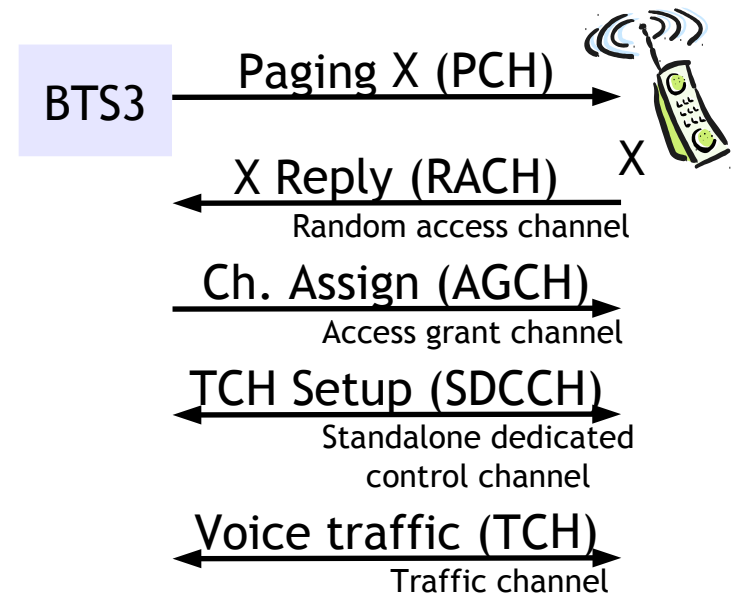 Paging X (PCH)
BTS3
X
X Reply (RACH)
Random access channel
Ch. Assign (AGCH)
Access grant channel
TCH Setup (SDCCH)
Standalone dedicated
control channel
Voice traffic (TCH)
Traffic channel